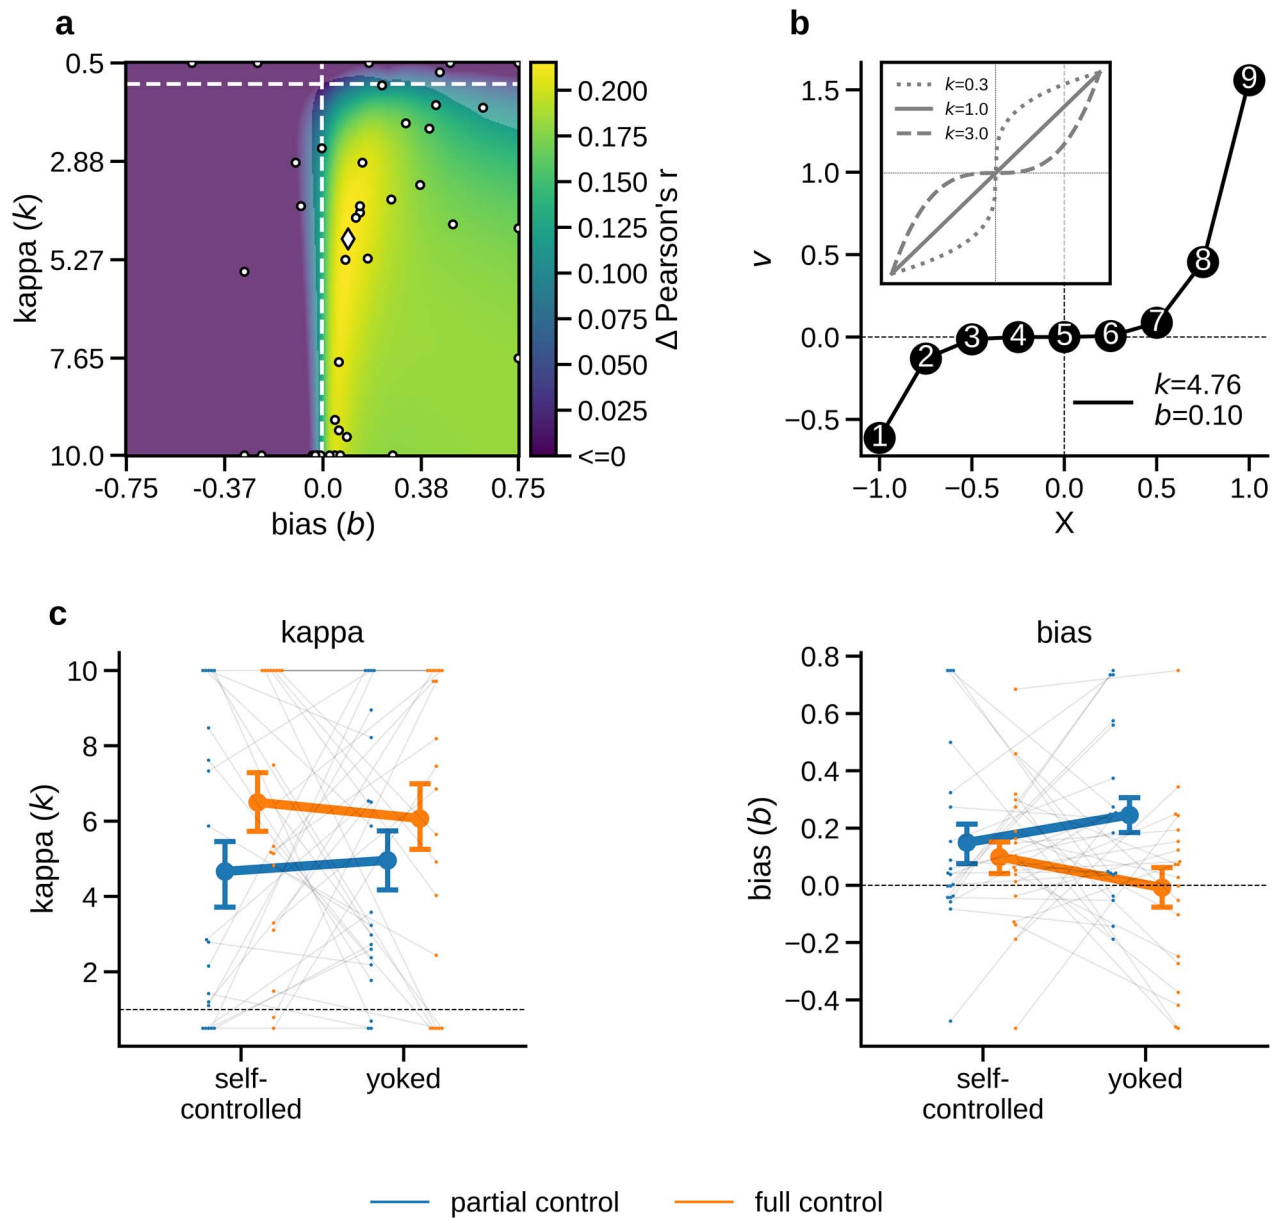 a
0.5
2.88
5.27
7.65
10.0
kappa (k)
-0.75
-0.37
0.0
0.38
0.75
bias (b)
0.200
0.175
0.150
0.125
0.100
0.075
0.050
0.025
<=0
Δ Pearson's r
b
1.5
1.0
0.5
0.0
−0.5
v
k=0.3
k=1.0
k=3.0
1
2
3
4
5
6
7
8
9
k=4.76
b=0.10
−1.0
−0.5
0.0
0.5
1.0
X
c
kappa
10
8
6
4
2
kappa (k)
self-
controlled
yoked
bias
0.8
0.6
0.4
0.2
0.0
−0.2
−0.4
bias (b)
self-
controlled
yoked
partial control
full control